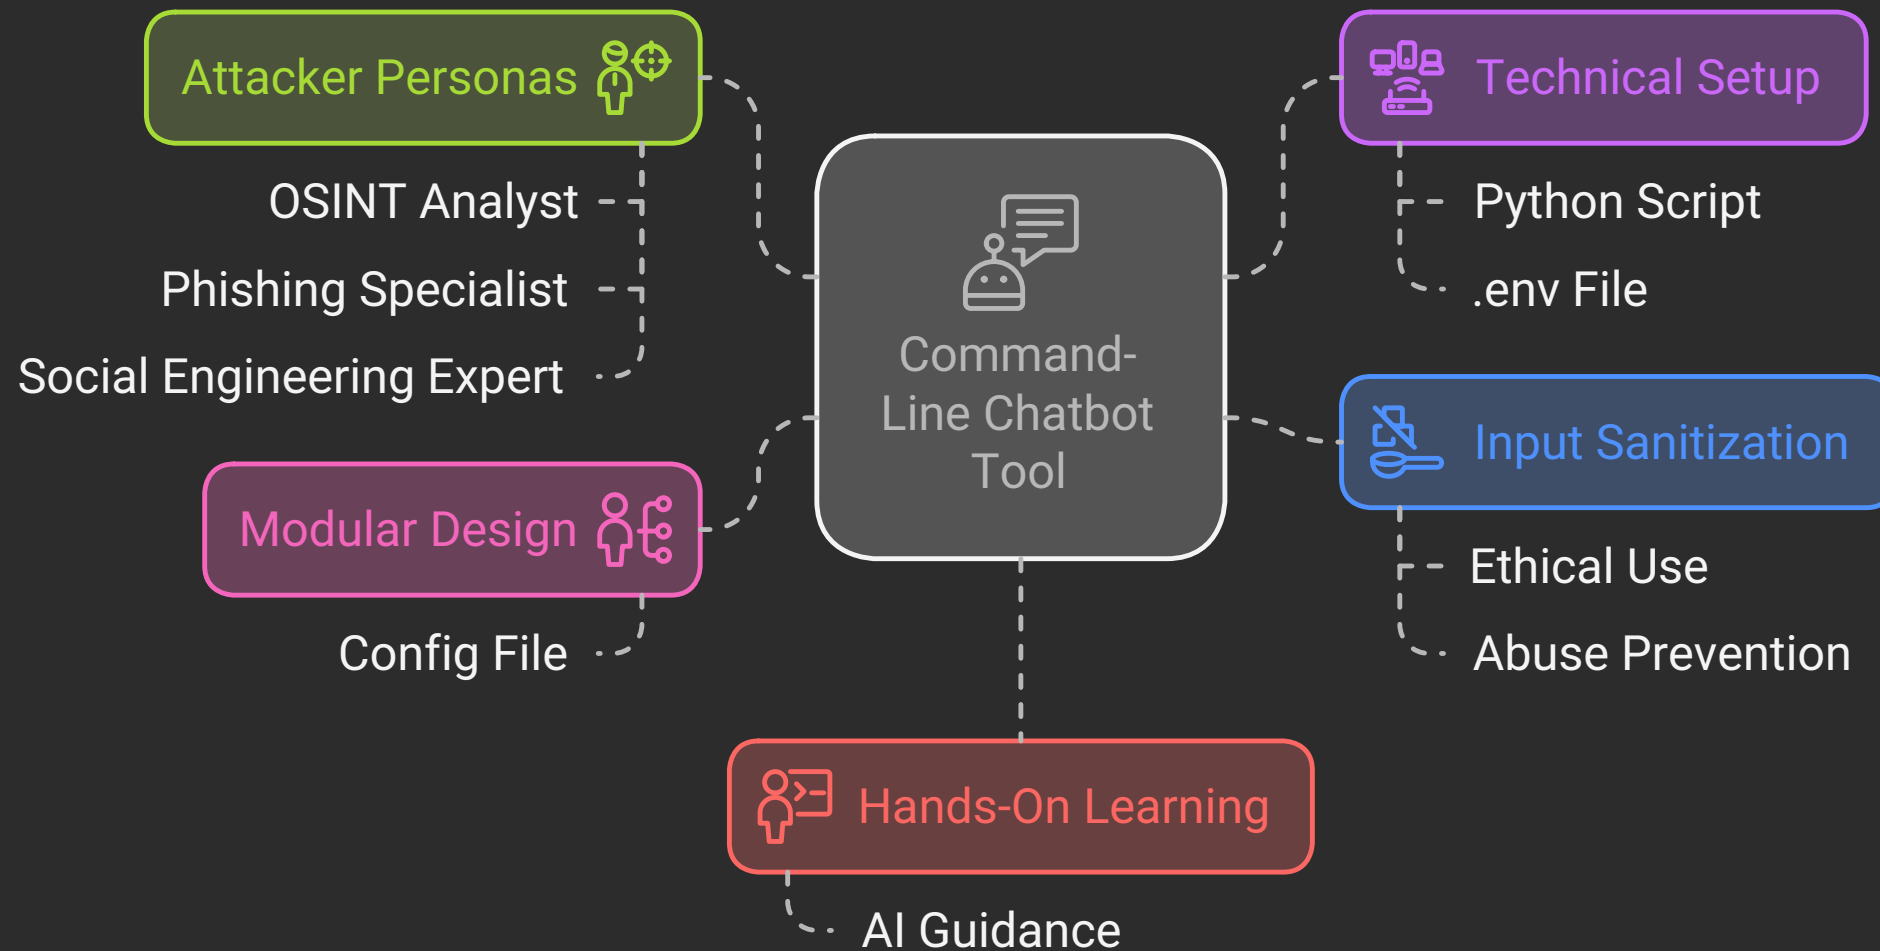 Attacker Personas
OSINT Analyst
Phishing Specialist
Social Engineering Expert
Modular Design
Config File
Command-
Line Chatbot
Tool
Technical Setup
Python Script
.env File
Input Sanitization
Ethical Use
Abuse Prevention
Hands-On Learning
AI Guidance